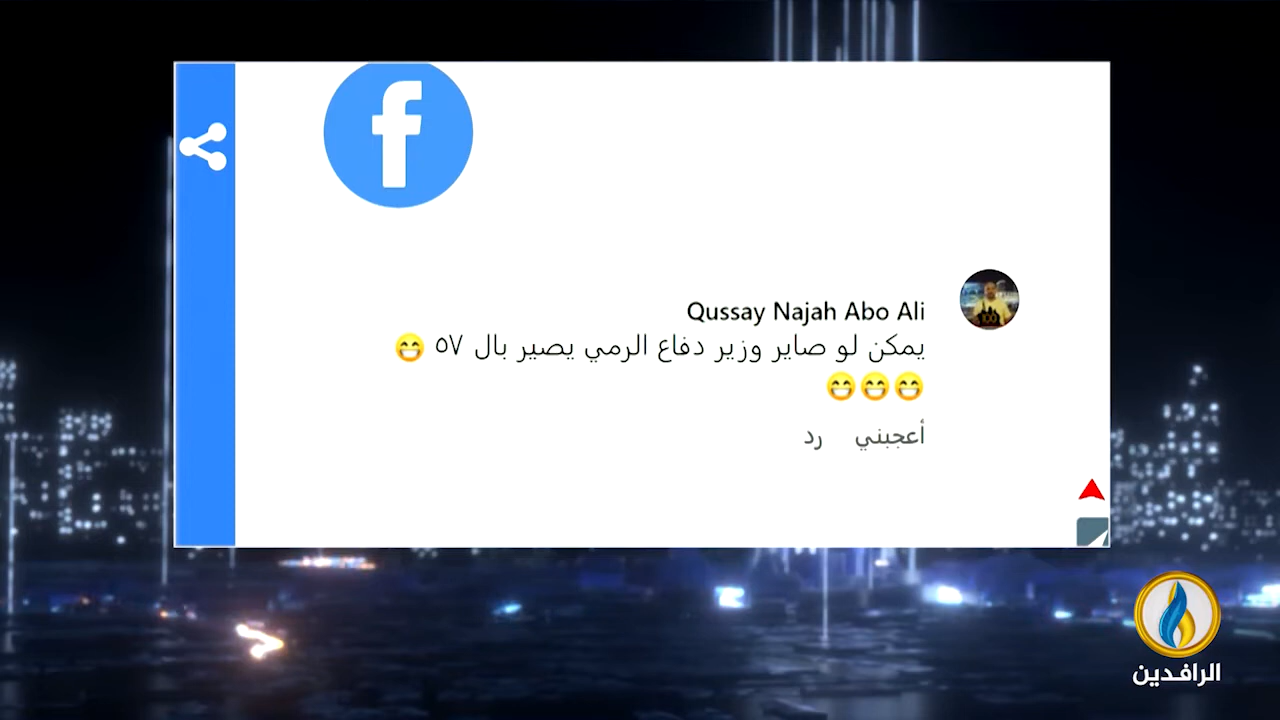 Qussay Najah Abo Ali
يمكن لو صاير وزير دفاع الرمي يصير بال ٥٧ 😁
😁😁😁
أعجبني رد
الرافدين